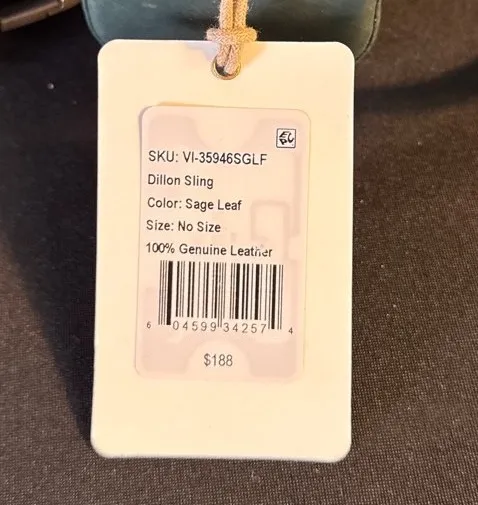 SKU: VI-35946SGLF
Dillon Sling
Color: Sage Leaf
Size: No Size
100% Genuine Leather
6 04599 34257 4
$188